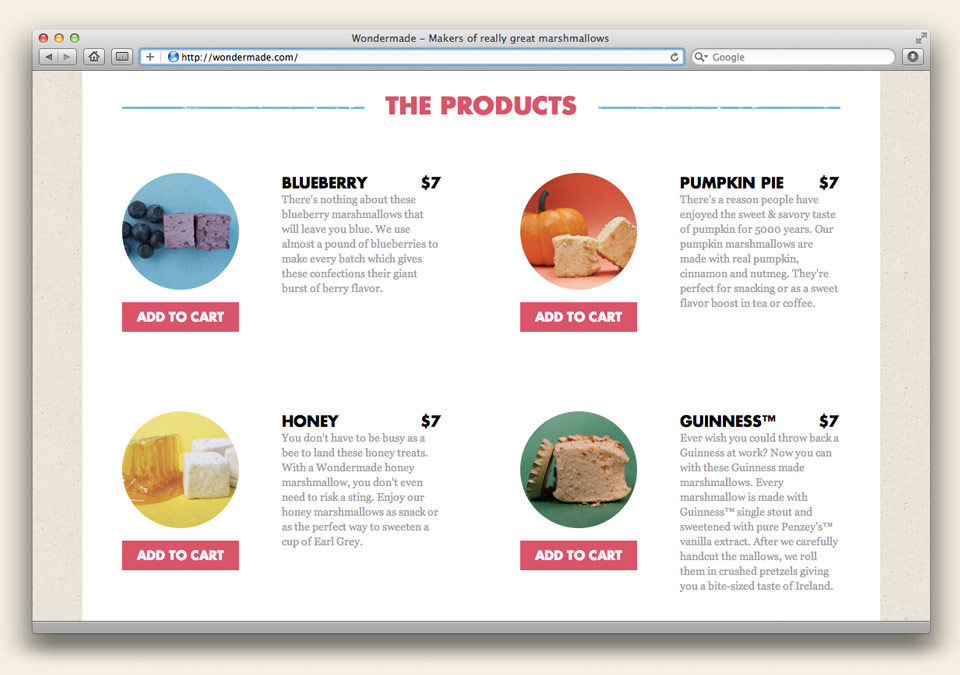 Wondermade – Makers of really great marshmallows
http://wondermade.com/
Google
THE PRODUCTS
BLUEBERRY $7
There's nothing about these
blueberry marshmallows that
will leave you blue. We use
almost a pound of blueberries to
make every batch which gives
these confections their giant
burst of berry flavor.
ADD TO CART
PUMPKIN PIE $7
There's a reason people have
enjoyed the sweet & savory taste
of pumpkin for 5000 years. Our
pumpkin marshmallows are
made with real pumpkin,
cinnamon and nutmeg. They're
perfect for snacking or as a sweet
flavor boost in tea or coffee.
ADD TO CART
HONEY $7
You don't have to be busy as a
bee to land these honey treats.
With a Wondermade honey
marshmallow, you don't even
need to risk a sting. Enjoy our
honey marshmallows as snack or
as the perfect way to sweeten a
cup of Earl Grey.
ADD TO CART
GUINNESS™ $7
Ever wish you could throw back a
Guinness at work? Now you can
with these Guinness made
marshmallows. Every
marshmallow is made with
Guinness™ single stout and
sweetened with pure Penzey's™
vanilla extract. After we carefully
handcut the mallows, we roll
them in crushed pretzels giving
you a bite-sized taste of Ireland.
ADD TO CART